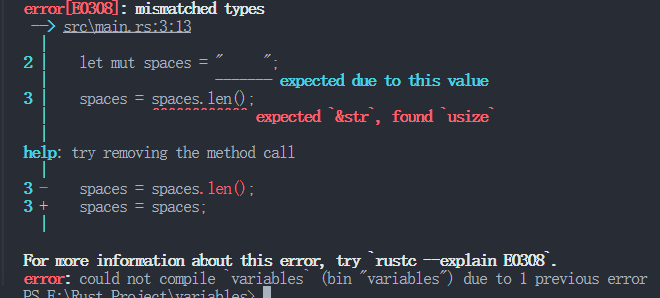 error[E0308]: mismatched types
 --> src\main.rs:3:13
  |
2 |     let mut spaces = "     ";
  |                      ------- expected due to this value
3 |     spaces = spaces.len();
  |              ^^^^^^^^^^^^ expected `&str`, found `usize`
  |
help: try removing the method call
  |
3 -     spaces = spaces.len();
3 +     spaces = spaces;
  |
For more information about this error, try `rustc --explain E0308`.
error: could not compile `variables` (bin "variables") due to 1 previous error
PS E:\Rust Project\variables>